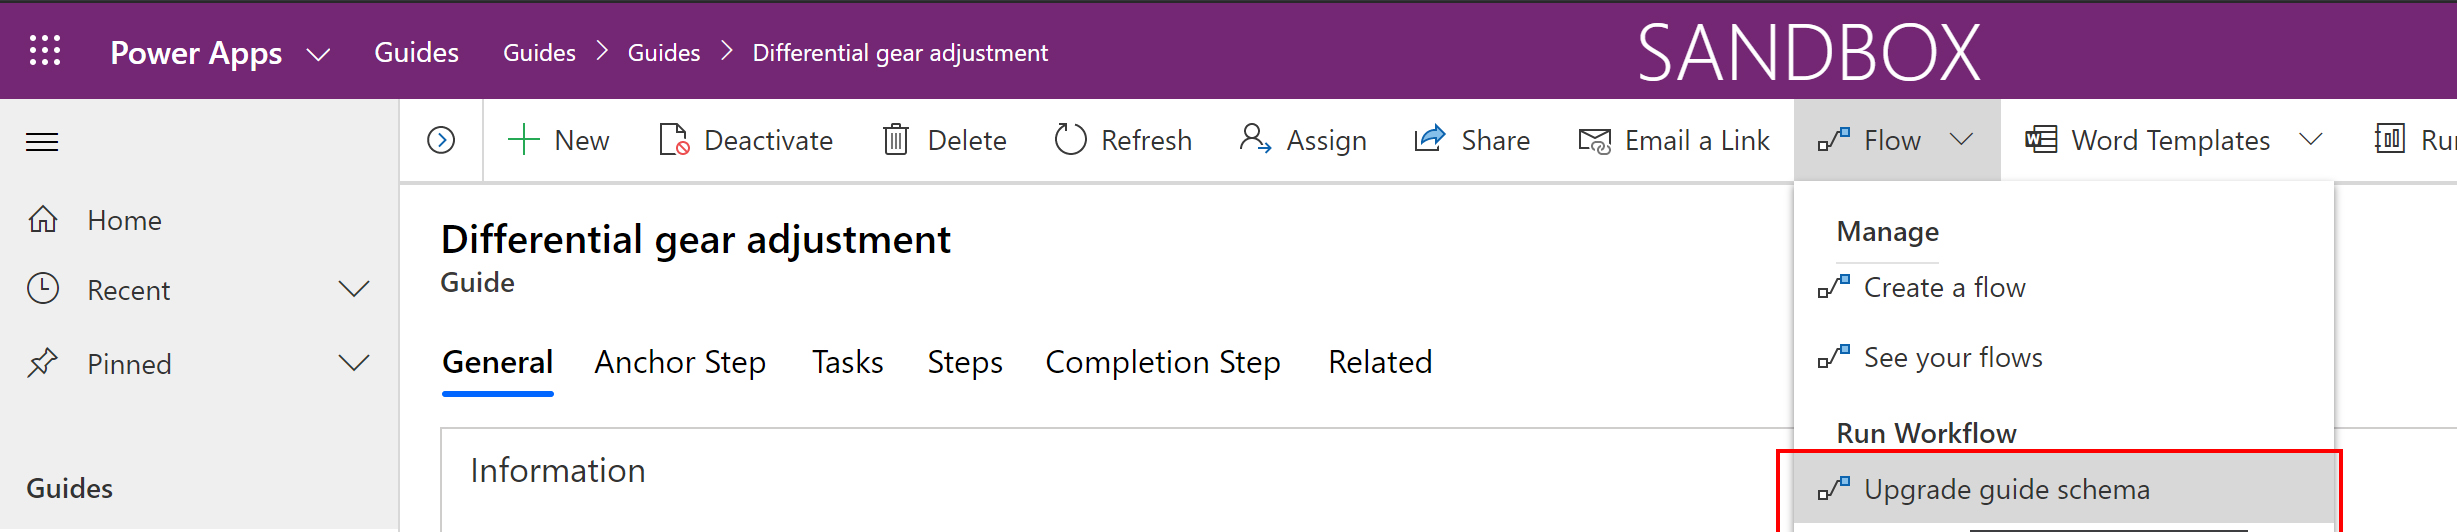 Power Apps Guides Guides Guides Differential gear adjustment SANDBOX
New Deactivate Delete Refresh Assign Share Email a Link Flow Word Templates
Home
Recent
Pinned
Guides
Differential gear adjustment
Guide
General Anchor Step Tasks Steps Completion Step Related
Information
Manage
Create a flow
See your flows
Run Workflow
Upgrade guide schema